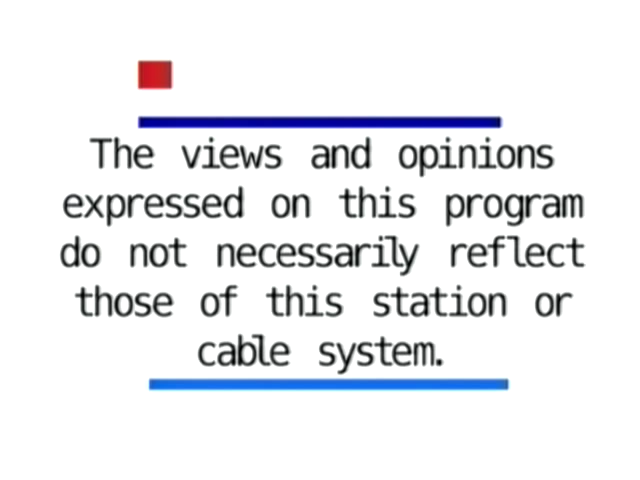 The views and opinions
expressed on this program
do not necessarily reflect
those of this station or
cable system.